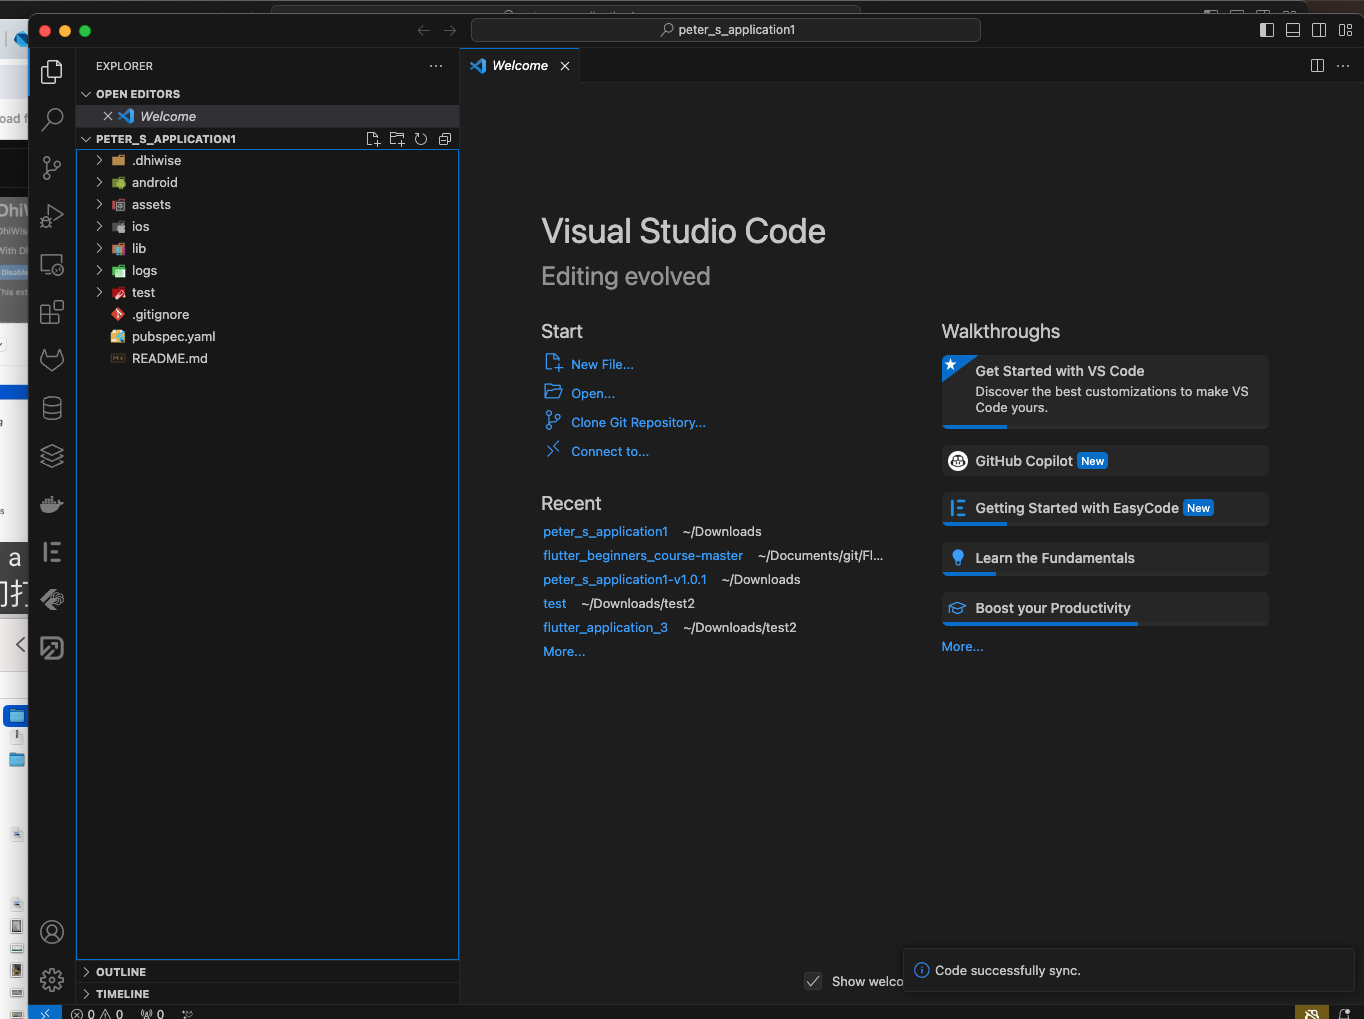 peter_s_application1
EXPLORER
Welcome
OPEN EDITORS
Welcome
PETER_S_APPLICATION1
.dhiwise
android
assets
ios
lib
logs
test
.gitignore
pubspec.yaml
README.md
OUTLINE
TIMELINE
0 0 0
Visual Studio Code
Editing evolved
Start
New File...
Open...
Clone Git Repository...
Connect to...
Recent
peter_s_application1 ~/Downloads
flutter_beginners_course-master ~/Documents/git/Fl...
peter_s_application1-v1.0.1 ~/Downloads
test ~/Downloads/test2
flutter_application_3 ~/Downloads/test2
More...
Walkthroughs
Get Started with VS Code
Discover the best customizations to make VS
Code yours.
GitHub Copilot New
Getting Started with EasyCode New
Learn the Fundamentals
Boost your Productivity
More...
Show welco
Code successfully sync.